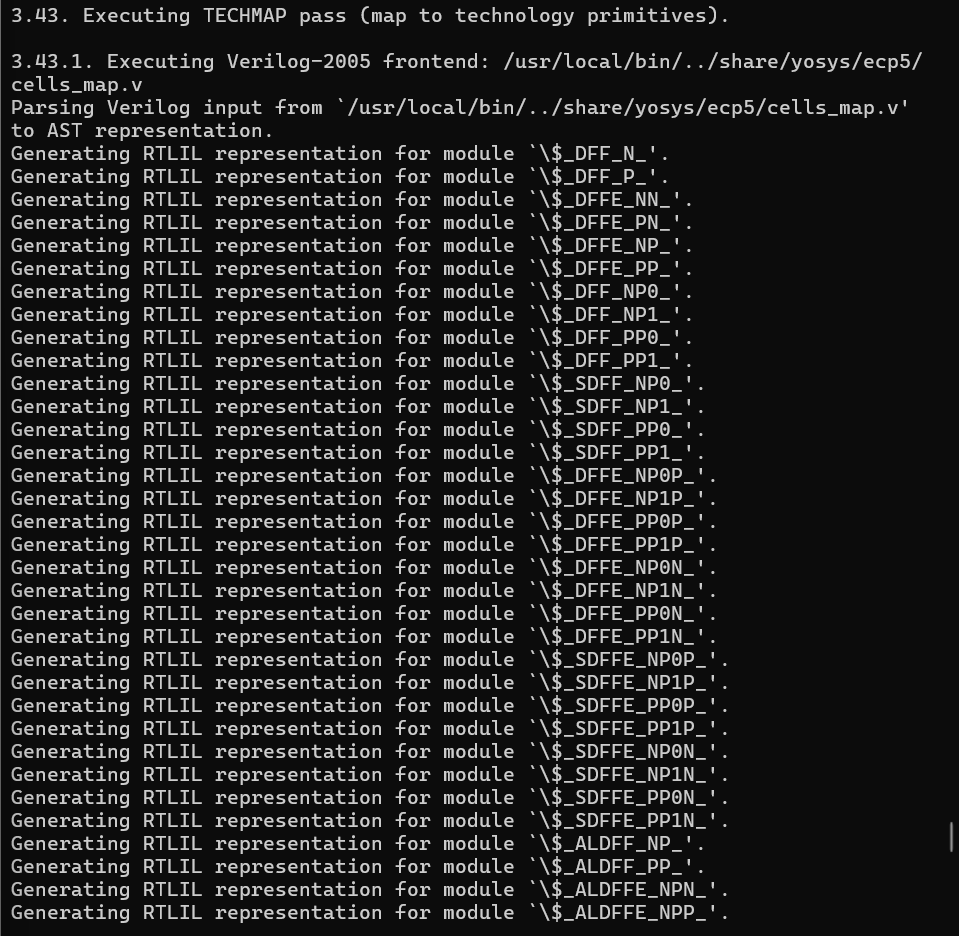 3.43. Executing TECHMAP pass (map to technology primitives).
3.43.1. Executing Verilog-2005 frontend: /usr/local/bin/../share/yosys/ecp5/
cells_map.v
Parsing Verilog input from `/usr/local/bin/../share/yosys/ecp5/cells_map.v'
to AST representation.
Generating RTLIL representation for module `\$_DFF_N_'.
Generating RTLIL representation for module `\$_DFF_P_'.
Generating RTLIL representation for module `\$_DFFE_NN_'.
Generating RTLIL representation for module `\$_DFFE_PN_'.
Generating RTLIL representation for module `\$_DFFE_NP_'.
Generating RTLIL representation for module `\$_DFFE_PP_'.
Generating RTLIL representation for module `\$_DFF_NP0_'.
Generating RTLIL representation for module `\$_DFF_NP1_'.
Generating RTLIL representation for module `\$_DFF_PP0_'.
Generating RTLIL representation for module `\$_DFF_PP1_'.
Generating RTLIL representation for module `\$_SDFF_NP0_'.
Generating RTLIL representation for module `\$_SDFF_NP1_'.
Generating RTLIL representation for module `\$_SDFF_PP0_'.
Generating RTLIL representation for module `\$_SDFF_PP1_'.
Generating RTLIL representation for module `\$_DFFE_NP0P_'.
Generating RTLIL representation for module `\$_DFFE_NP1P_'.
Generating RTLIL representation for module `\$_DFFE_PP0P_'.
Generating RTLIL representation for module `\$_DFFE_PP1P_'.
Generating RTLIL representation for module `\$_DFFE_NP0N_'.
Generating RTLIL representation for module `\$_DFFE_NP1N_'.
Generating RTLIL representation for module `\$_DFFE_PP0N_'.
Generating RTLIL representation for module `\$_DFFE_PP1N_'.
Generating RTLIL representation for module `\$_SDFFE_NP0P_'.
Generating RTLIL representation for module `\$_SDFFE_NP1P_'.
Generating RTLIL representation for module `\$_SDFFE_PP0P_'.
Generating RTLIL representation for module `\$_SDFFE_PP1P_'.
Generating RTLIL representation for module `\$_SDFFE_NP0N_'.
Generating RTLIL representation for module `\$_SDFFE_NP1N_'.
Generating RTLIL representation for module `\$_SDFFE_PP0N_'.
Generating RTLIL representation for module `\$_SDFFE_PP1N_'.
Generating RTLIL representation for module `\$_ALDFF_NP_'.
Generating RTLIL representation for module `\$_ALDFF_PP_'.
Generating RTLIL representation for module `\$_ALDFFE_NPN_'.
Generating RTLIL representation for module `\$_ALDFFE_NPP_'.